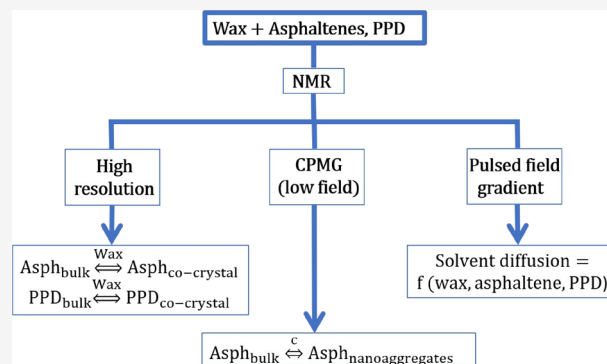 Wax + Asphaltenes, PPD
NMR
High
resolution
CPMG
(low field)
Pulsed field
gradient
Wax
Asph_bulk ⟺ Asph_co−crystal
Wax
PPD_bulk ⟺ PPD_co−crystal
Solvent diffusion =
f (wax, asphaltene, PPD)
c
Asph_bulk ⇔ Asph_nanoaggregates